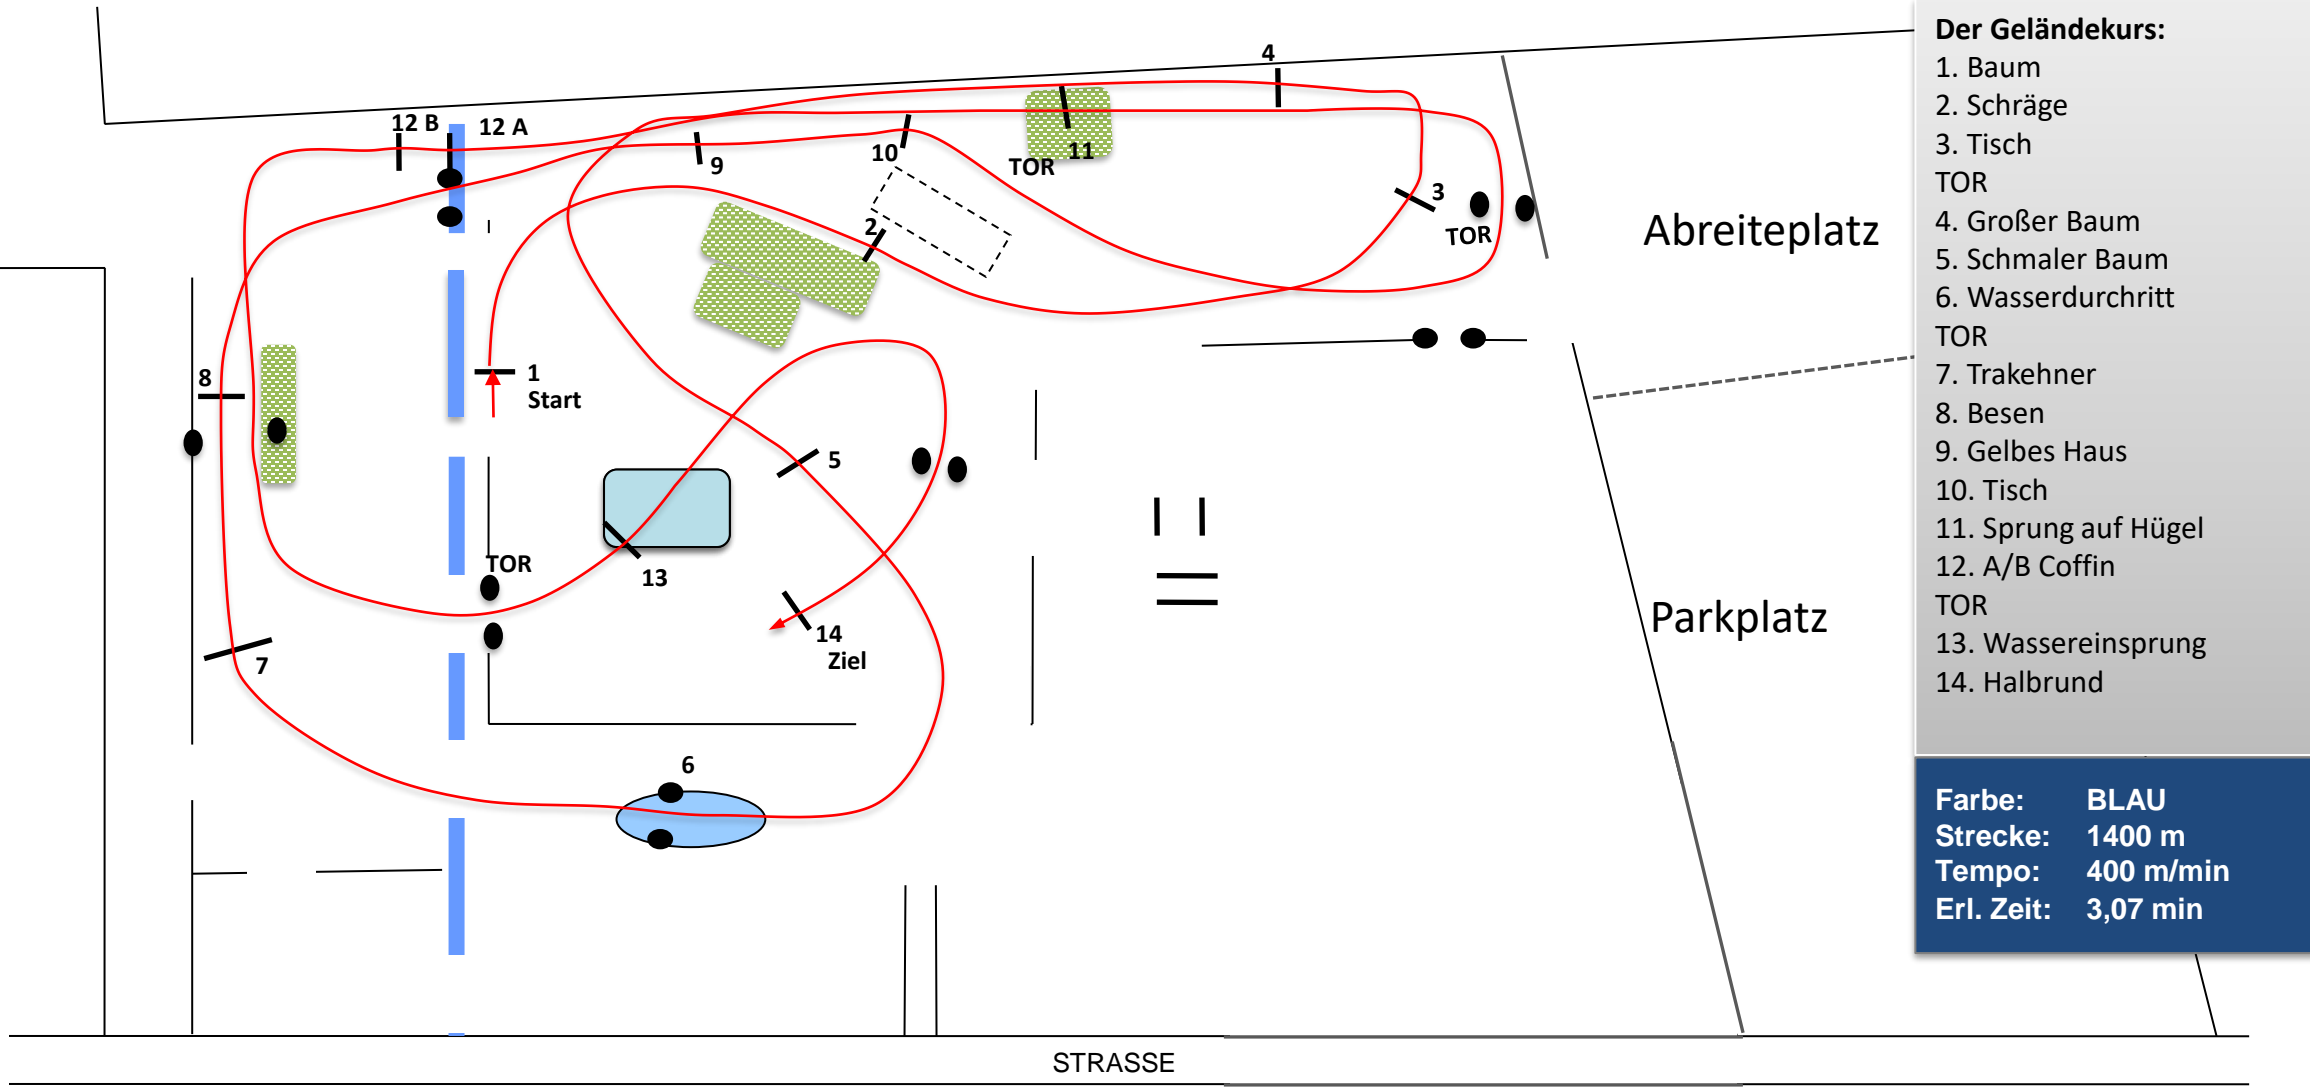 4
12 B
12 A
9
10
11
TOR
3
TOR
2
Abreiteplatz
8
1
Start
5
TOR
13
14
Ziel
7
Parkplatz
6
STRASSE
Der Geländekurs:
1. Baum
2. Schräge
3. Tisch
TOR
4. Großer Baum
5. Schmaler Baum
6. Wasserdurchritt
TOR
7. Trakehner
8. Besen
9. Gelbes Haus
10. Tisch
11. Sprung auf Hügel
12. A/B Coffin
TOR
13. Wassereinsprung
14. Halbrund
Farbe: BLAU
Strecke: 1400 m
Tempo: 400 m/min
Erl. Zeit: 3,07 min